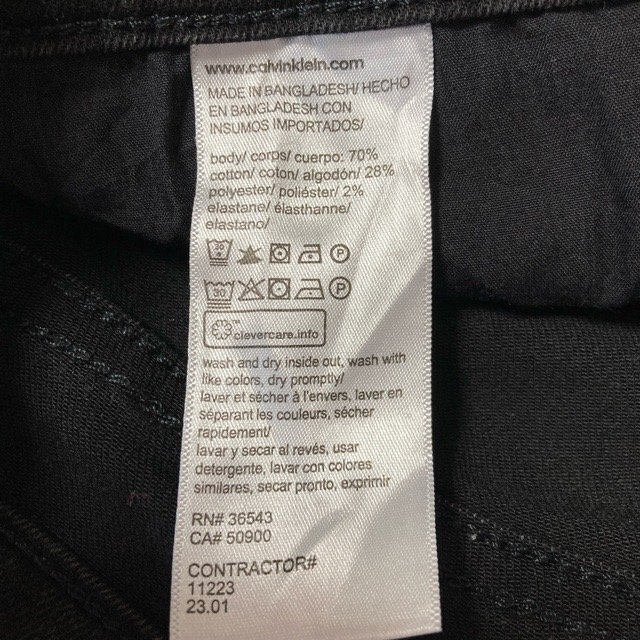 www.calvinklein.com
MADE IN BANGLADESH/ HECHO
EN BANGLADESH CON
INSUMOS IMPORTADOS/
body/ corps/ cuerpo: 70%
cotton/ coton/ algodón/ 28%
polyester/ poliéster/ 2%
elastane/ élasthanne/
elastano/
30 P
30 P
clevercare.info
wash and dry inside out, wash with
like colors, dry promptly/
laver et sécher à l'envers, laver en
séparant les couleurs, sécher
rapidement/
lavar y secar al revés, usar
detergente, lavar con colores
similares, secar pronto, exprimir
RN# 36543
CA# 50900
CONTRACTOR#
11223
23.01